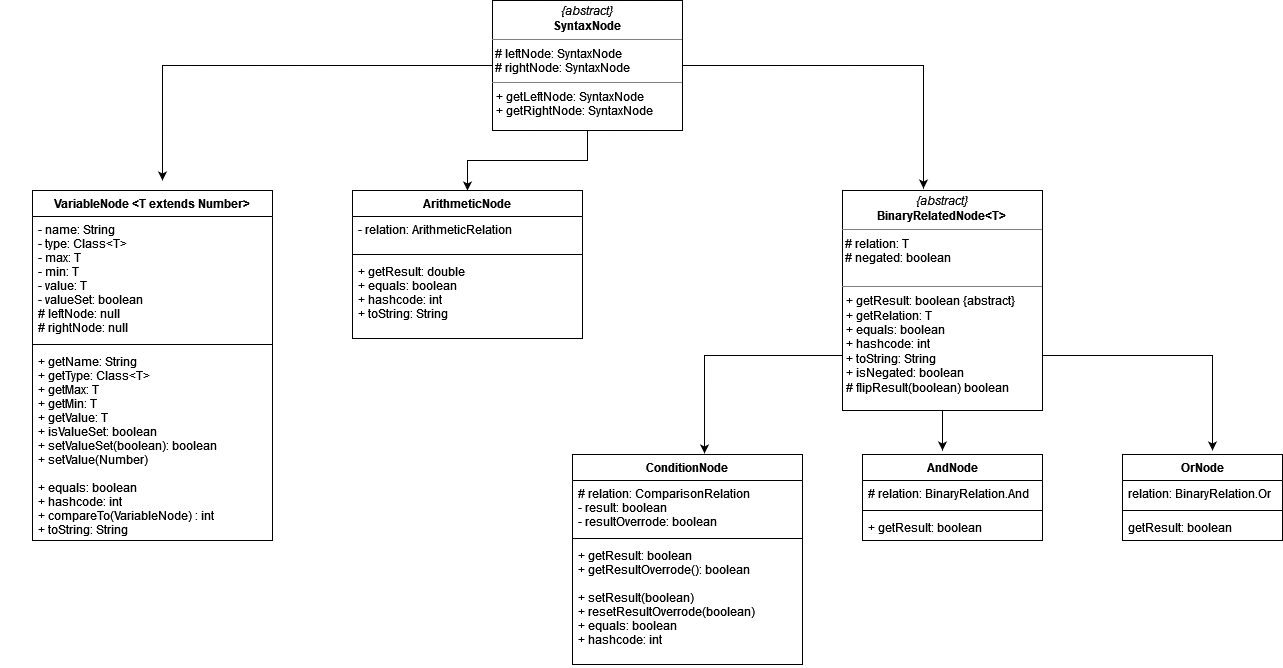 {abstract}
SyntaxNode
# leftNode: SyntaxNode
# rightNode: SyntaxNode
+ getLeftNode: SyntaxNode
+ getRightNode: SyntaxNode
VariableNode <T extends Number>
- name: String
- type: Class<T>
- max: T
- min: T
- value: T
- valueSet: boolean
# leftNode: null
# rightNode: null
+ getName: String
+ getType: Class<T>
+ getMax: T
+ getMin: T
+ getValue: T
+ isValueSet: boolean
+ setValueSet(boolean): boolean
+ setValue(Number)
+ equals: boolean
+ hashcode: int
+ compareTo(VariableNode) : int
+ toString: String
ArithmeticNode
- relation: ArithmeticRelation
+ getResult: double
+ equals: boolean
+ hashcode: int
+ toString: String
{abstract}
BinaryRelatedNode<T>
# relation: T
# negated: boolean
+ getResult: boolean {abstract}
+ getRelation: T
+ equals: boolean
+ hashcode: int
+ toString: String
+ isNegated: boolean
# flipResult(boolean) boolean
ConditionNode
# relation: ComparisonRelation
- result: boolean
- resultOverrode: boolean
+ getResult: boolean
+ getResultOverrode(): boolean
+ setResult(boolean)
+ resetResultOverrode(boolean)
+ equals: boolean
+ hashcode: int
AndNode
# relation: BinaryRelation.And
+ getResult: boolean
OrNode
relation: BinaryRelation.Or
getResult: boolean